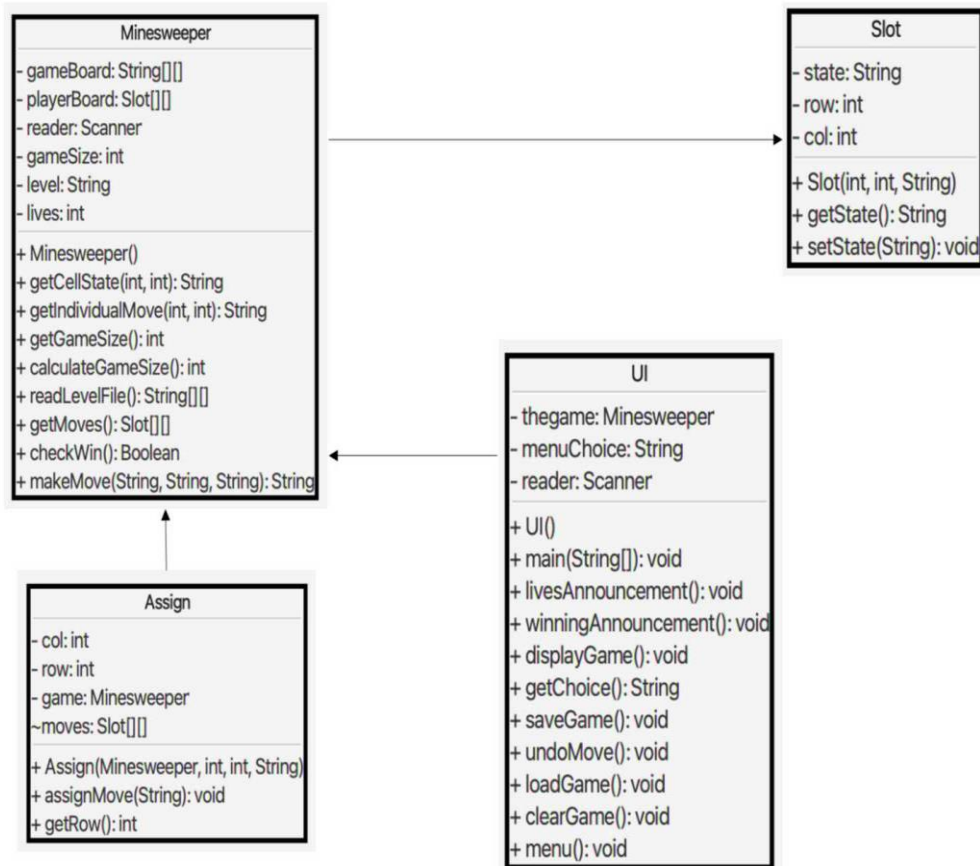 Minesweeper
- gameBoard: String[][]
- playerBoard: Slot[][]
- reader: Scanner
- gameSize: int
- level: String
- lives: int
+ Minesweeper()
+ getCellState(int, int): String
+ getIndividualMove(int, int): String
+ getGameSize(): int
+ calculateGameSize(): int
+ readLevelFile(): String[][]
+ getMoves(): Slot[][]
+ checkWin(): Boolean
+ makeMove(String, String, String): String
Slot
- state: String
- row: int
- col: int
+ Slot(int, int, String)
+ getState(): String
+ setState(String): void
UI
- thegame: Minesweeper
- menuChoice: String
- reader: Scanner
+ UI()
+ main(String[]): void
+ livesAnnouncement(): void
+ winningAnnouncement(): void
+ displayGame(): void
+ getChoice(): String
+ saveGame(): void
+ undoMove(): void
+ loadGame(): void
+ clearGame(): void
+ menu(): void
Assign
- col: int
- row: int
- game: Minesweeper
~moves: Slot[][]
+ Assign(Minesweeper, int, int, String)
+ assignMove(String): void
+ getRow(): int